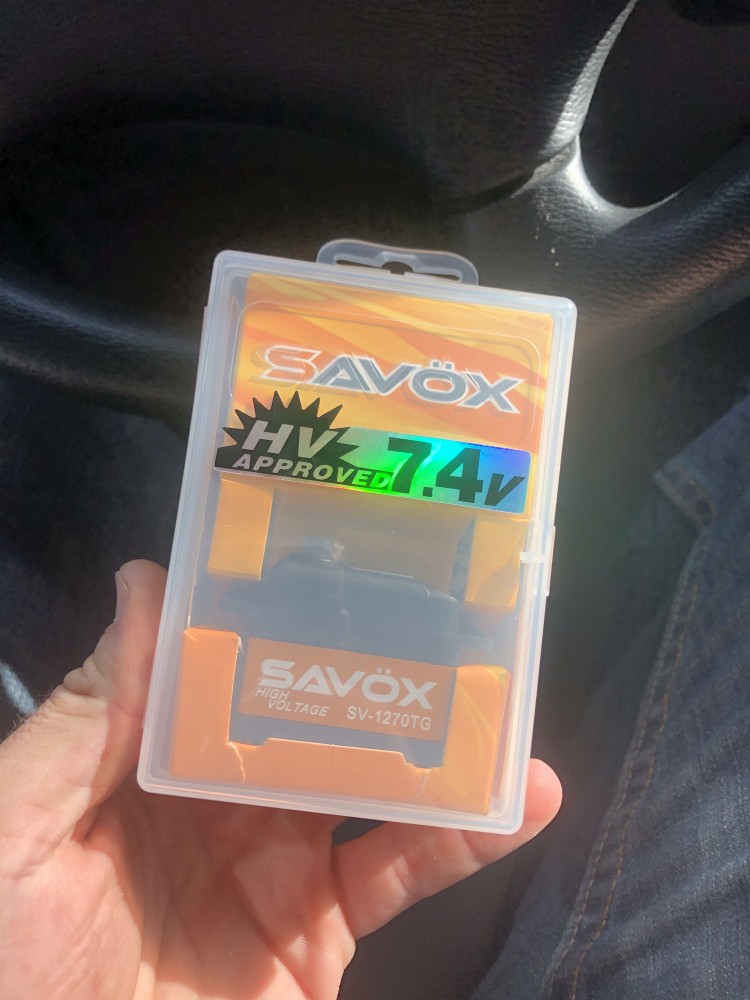 SAVÖX
HV
APPROVED 7.4V
SAVÖX
HIGH
VOLTAGE SV-1270TG